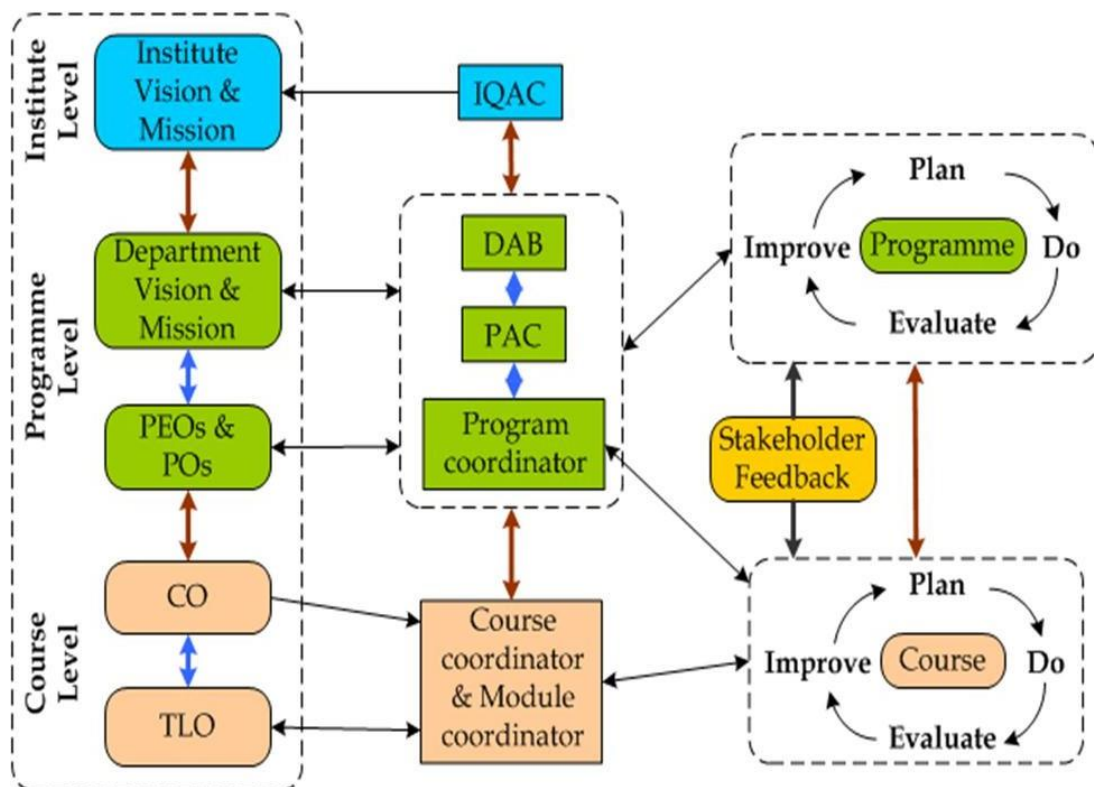 Institute Level
Institute
Vision &
Mission
IQAC
Programme Level
Department
Vision &
Mission
PEOs &
POs
DAB
PAC
Program
coordinator
Plan
Improve
Programme
Do
Evaluate
Stakeholder
Feedback
Course Level
CO
TLO
Course
coordinator
& Module
coordinator
Plan
Improve
Course
Do
Evaluate